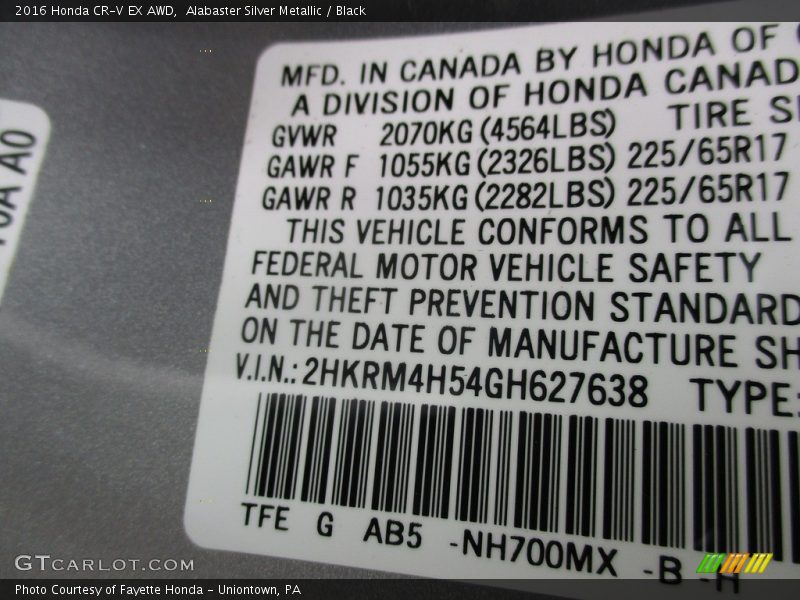 2016 Honda CR-V EX AWD,  Alabaster Silver Metallic / Black
MFD. IN CANADA BY HONDA OF
A DIVISION OF HONDA CANAD
GVWR 2070KG (4564LBS) TIRE
GAWR F 1055KG (2326LBS) 225/65R17
GAWR R 1035KG (2282LBS) 225/65R17
THIS VEHICLE CONFORMS TO ALL
FEDERAL MOTOR VEHICLE SAFETY
AND THEFT PREVENTION STANDARD
ON THE DATE OF MANUFACTURE SH
V.I.N.: 2HKRM4H54GH627638 TYPE:
TFE G AB5 -NH700MX -B -H
A0
GTCARLOT.COM
Photo Courtesy of Fayette Honda - Uniontown, PA